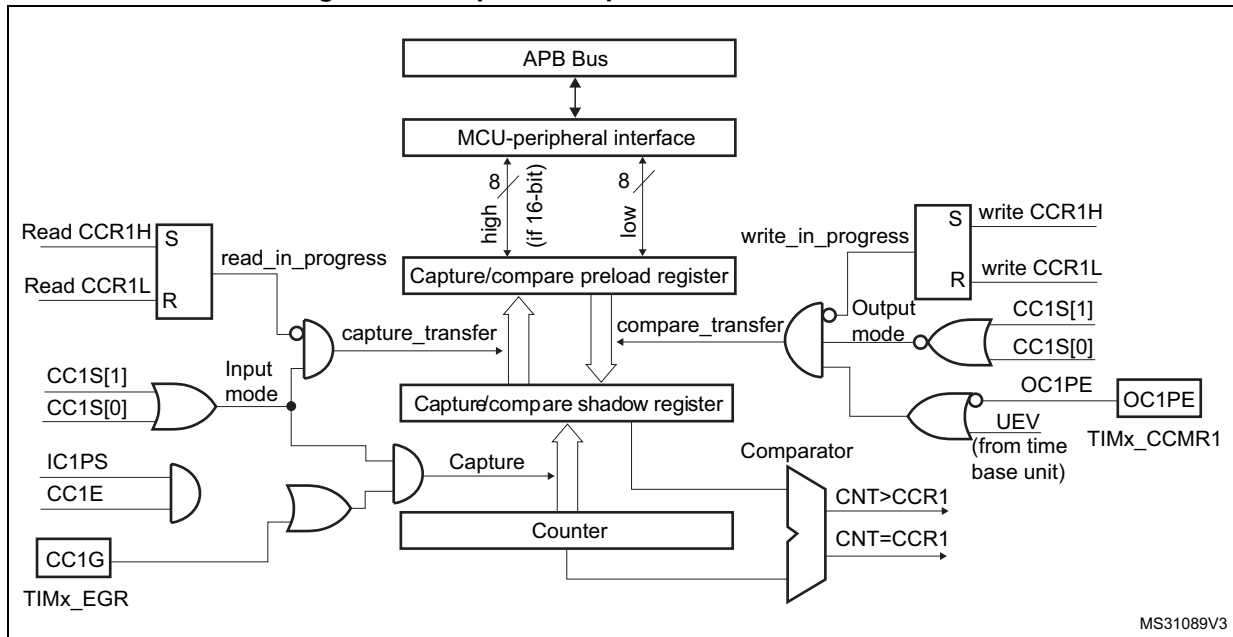 APB Bus
MCU-peripheral interface
8
high
(if 16-bit)
8
low
Read CCR1H
S
Read CCR1L
R
read_in_progress
write_in_progress
S
write CCR1H
R
write CCR1L
Capture/compare preload register
capture_transfer
compare_transfer
Output
mode
CC1S[1]
CC1S[0]
CC1S[1]
CC1S[0]
Input
mode
Capture/compare shadow register
OC1PE
OC1PE
UEV
(from time
base unit)
TIMx_CCMR1
IC1PS
CC1E
Capture
Comparator
CNT>CCR1
Counter
CNT=CCR1
CC1G
TIMx_EGR
MS31089V3